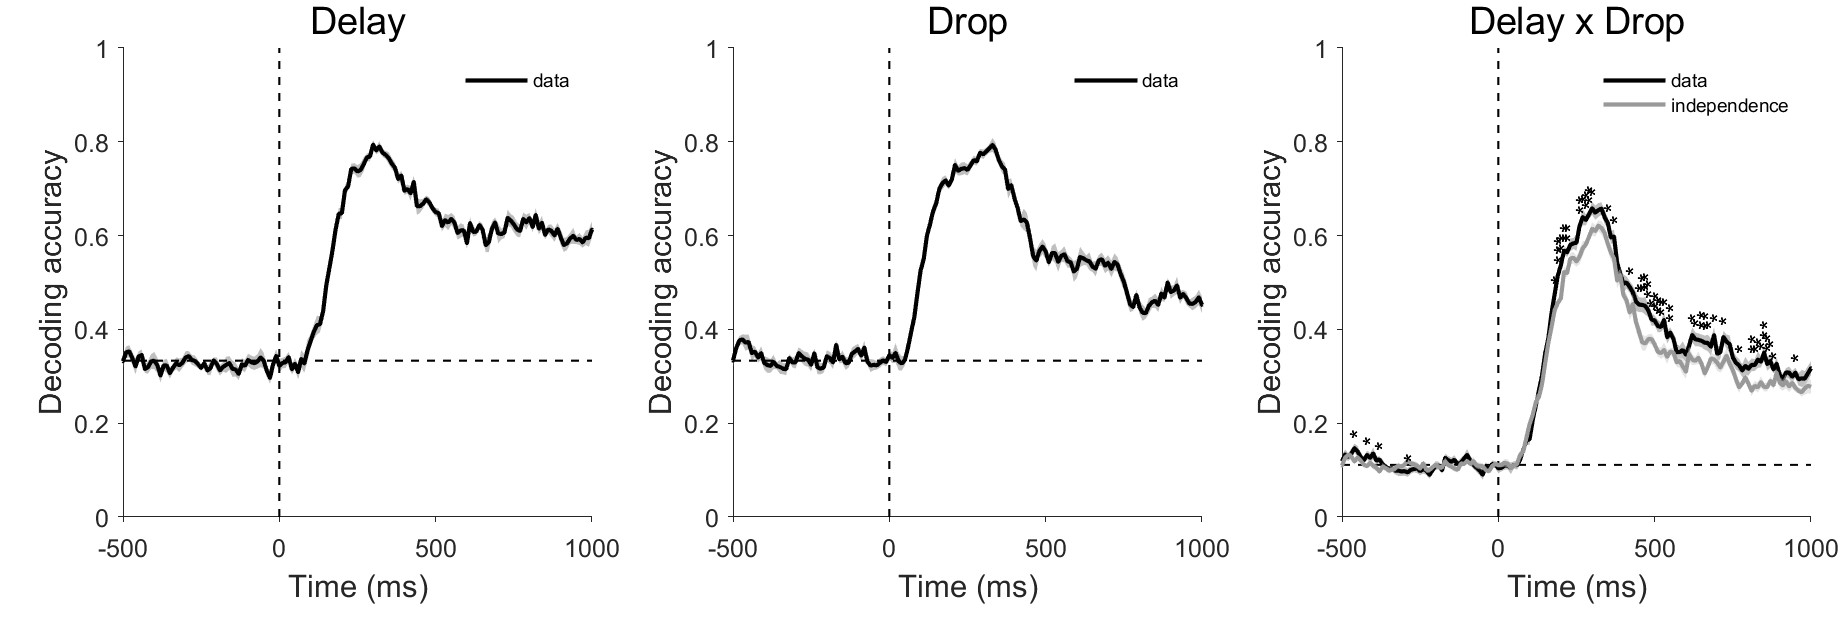 Delay
Drop
Delay x Drop
1
0.8
0.6
0.4
0.2
0
-500
0
500
1000
Decoding accuracy
Time (ms)
data
1
0.8
0.6
0.4
0.2
0
-500
0
500
1000
Decoding accuracy
Time (ms)
data
1
0.8
0.6
0.4
0.2
0
-500
0
500
1000
Decoding accuracy
Time (ms)
data
independence